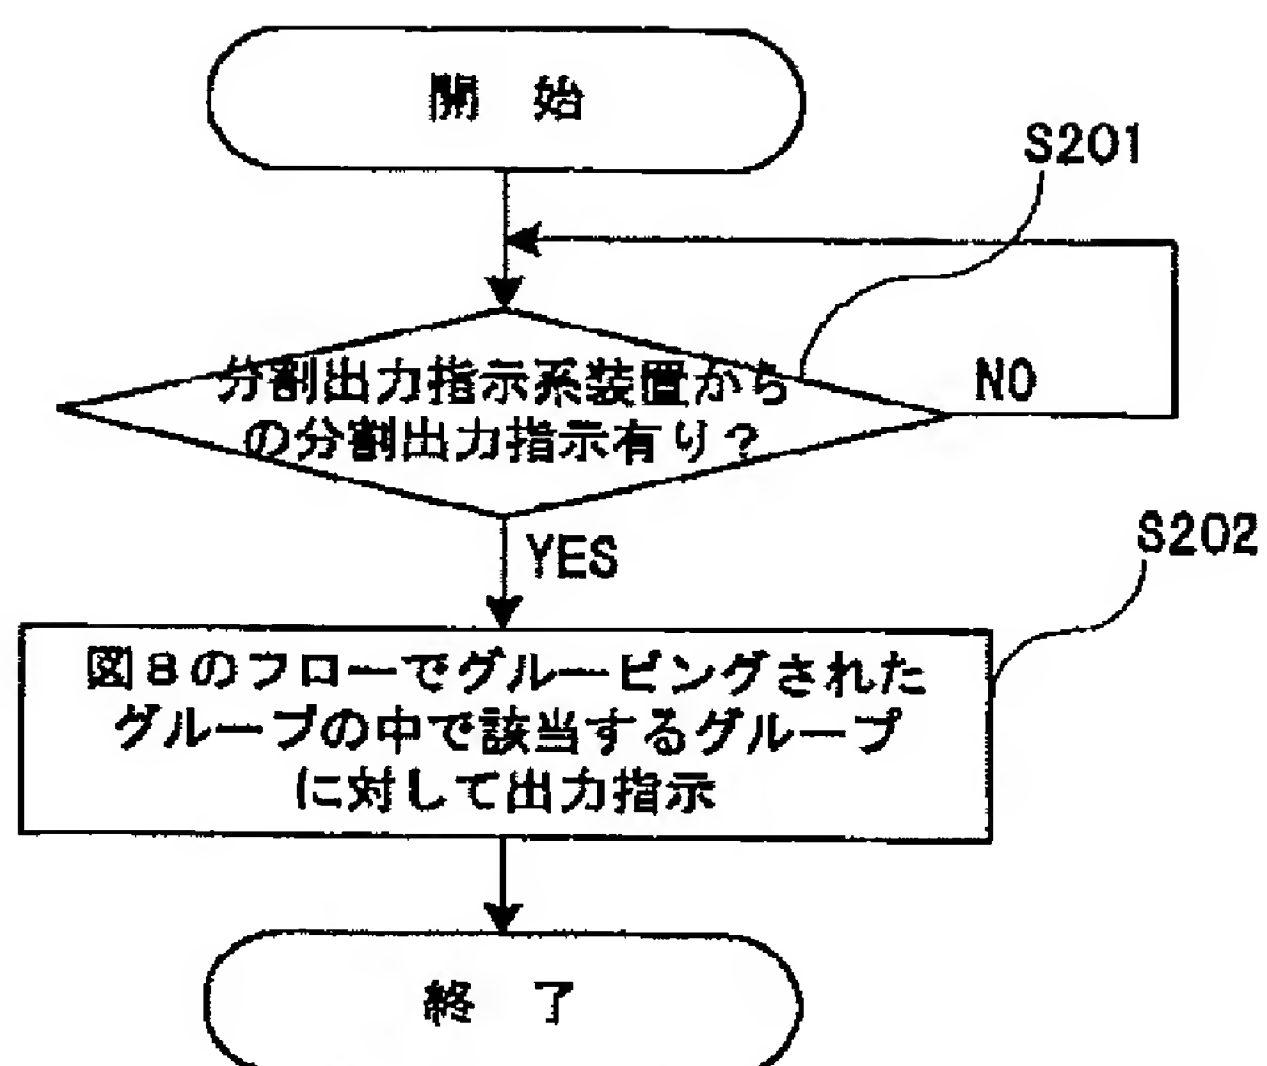 開 始
S201
分割出力指示系装置から
の分割出力指示有り？
NO
YES
S202
図８のフローでグルーピングされた
グループの中で該当するグループ
に対して出力指示
終 了